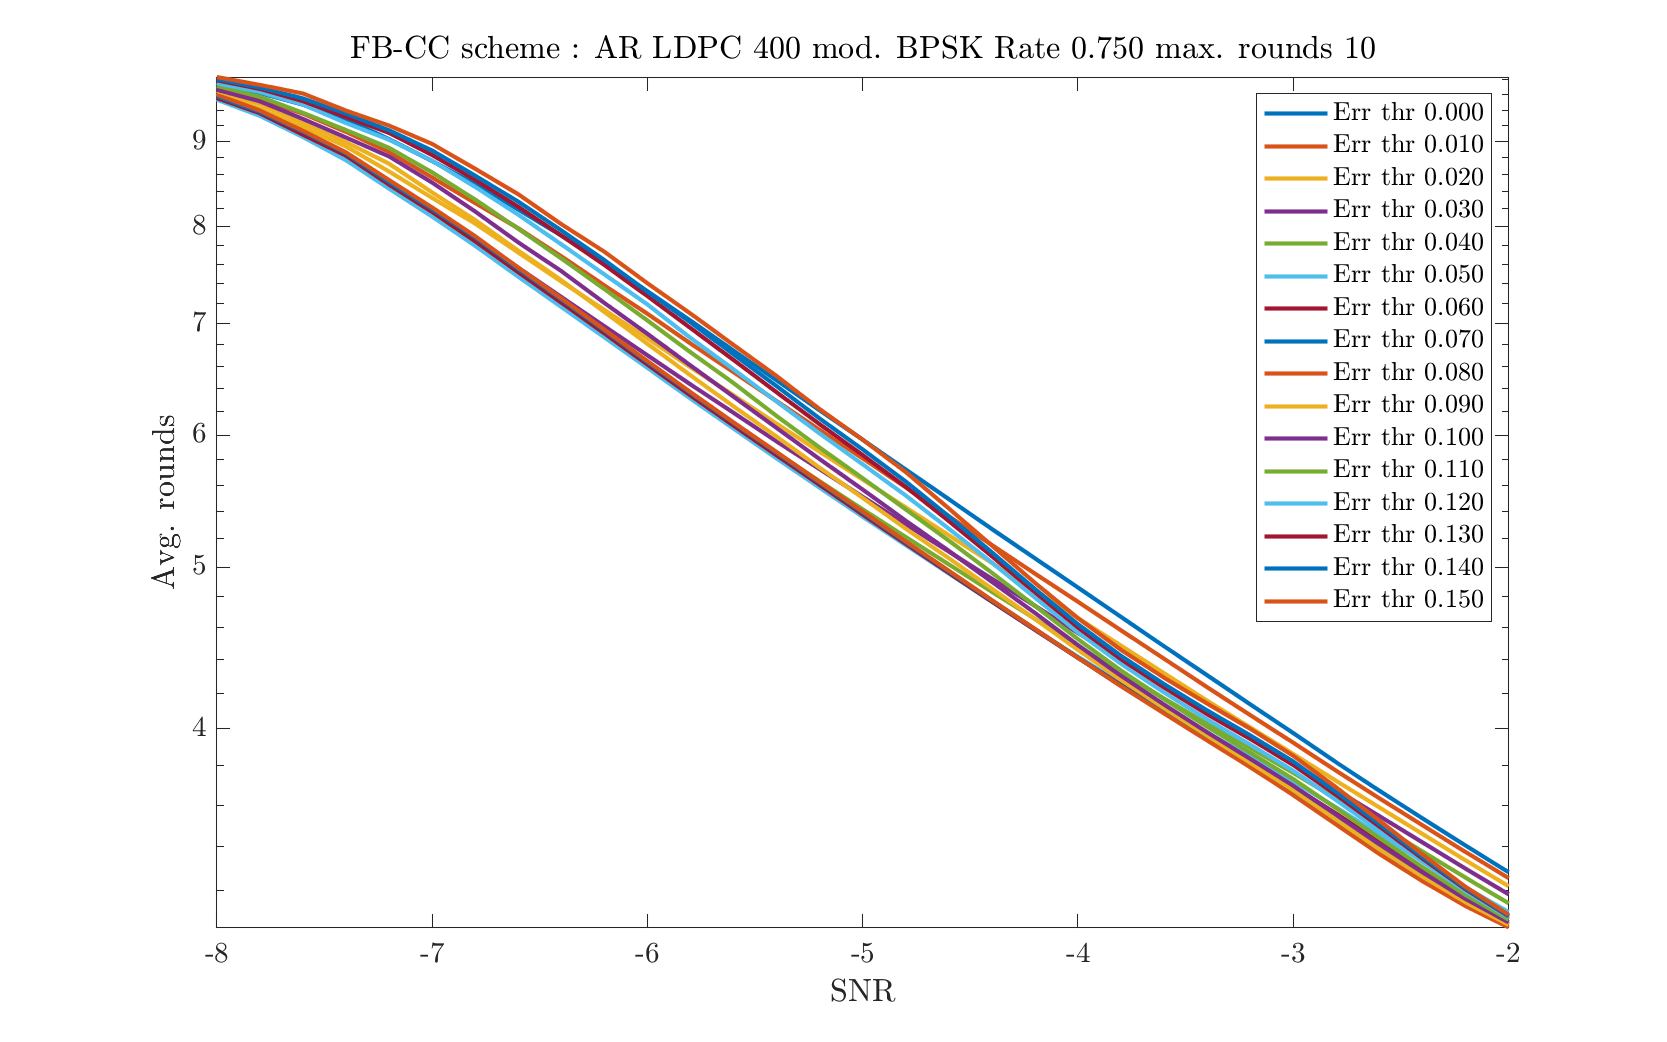 FB-CC scheme : AR LDPC 400 mod. BPSK Rate 0.750 max. rounds 10
Err thr 0.000
Err thr 0.010
Err thr 0.020
Err thr 0.030
Err thr 0.040
Err thr 0.050
Err thr 0.060
Err thr 0.070
Err thr 0.080
Err thr 0.090
Err thr 0.100
Err thr 0.110
Err thr 0.120
Err thr 0.130
Err thr 0.140
Err thr 0.150
9
8
7
6
5
4
Avg. rounds
-8 -7 -6 -5 -4 -3 -2
SNR